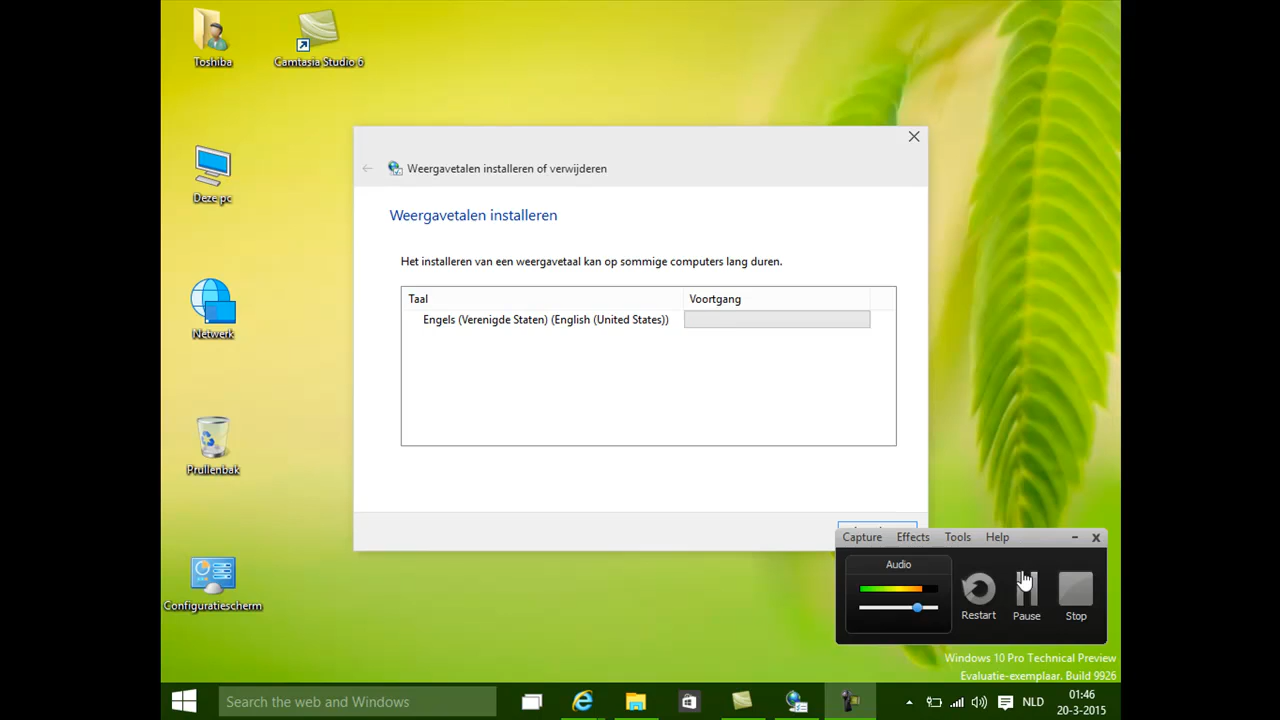 Toshiba
Camtasia Studio 6
Deze pc
Netwerk
Prullenbak
Configuratiescherm
Weergavetalen installeren of verwijderen
Weergavetalen installeren
Het installeren van een weergavetaal kan op sommige computers lang duren.
Taal Voortgang
Engels (Verenigde Staten) (English (United States))
Capture Effects Tools Help
Audio
Restart Pause Stop
Windows 10 Pro Technical Preview
Evaluatie-exemplaar. Build 9926
Search the web and Windows
NLD
01:46
20-3-2015